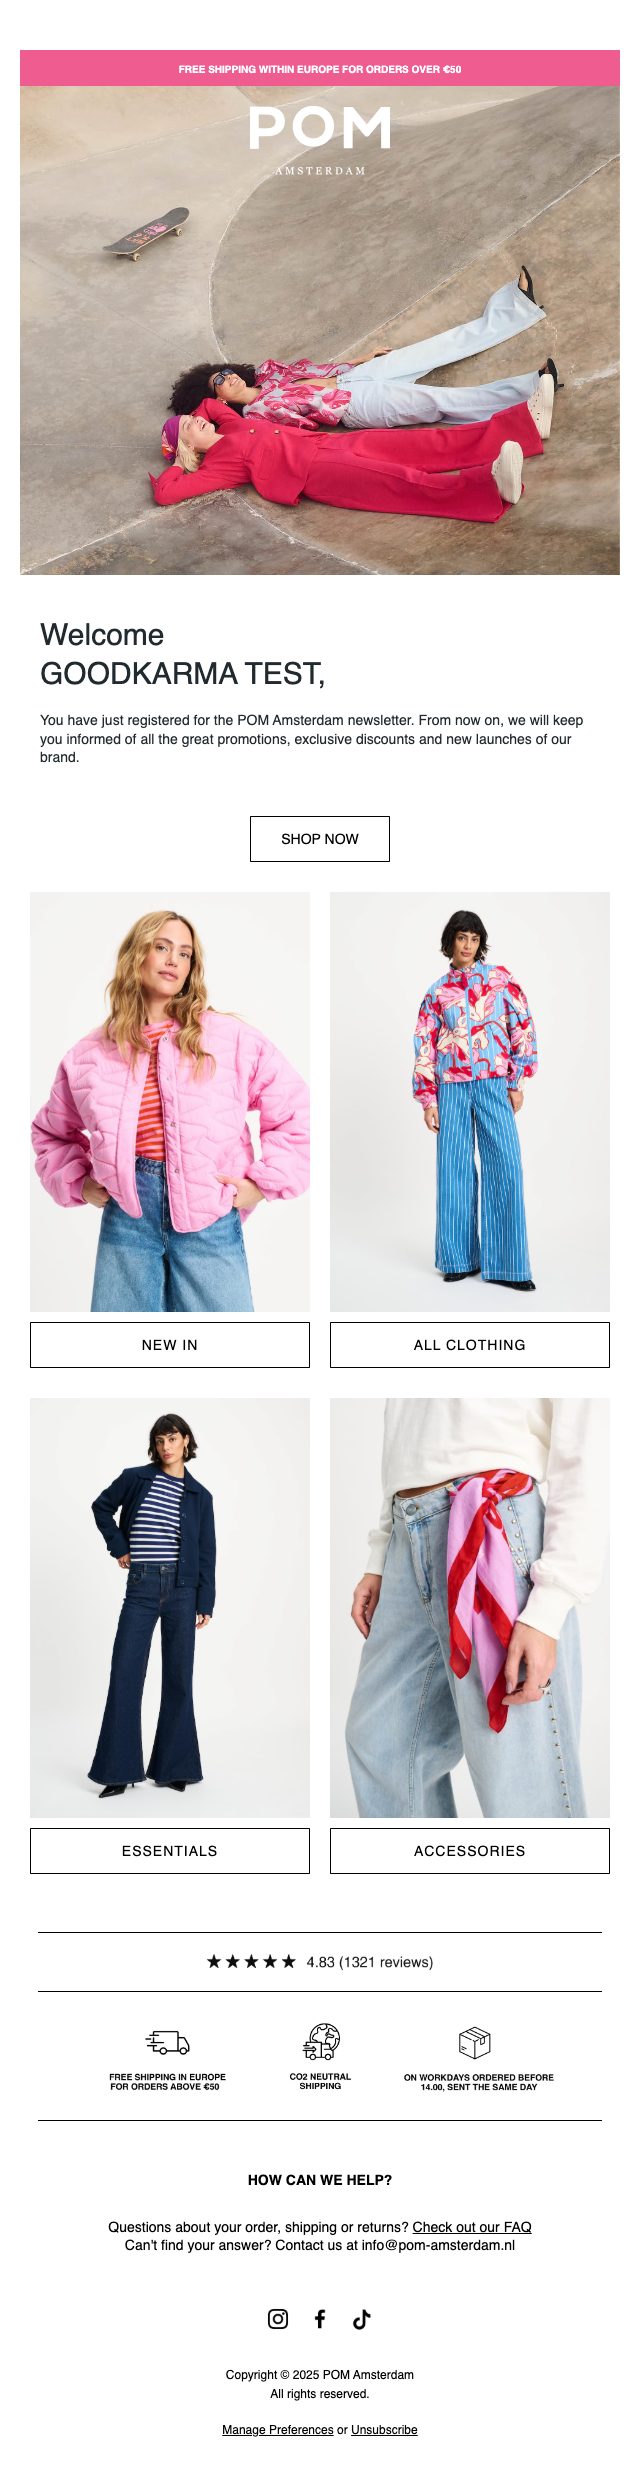 FREE SHIPPING WITHIN EUROPE FOR ORDERS OVER €50
POM
AMSTERDAM
Welcome
GOODKARMA TEST,
You have just registered for the POM Amsterdam newsletter. From now on, we will keep
you informed of all the great promotions, exclusive discounts and new launches of our
brand.
SHOP NOW
NEW IN
ALL CLOTHING
ESSENTIALS
ACCESSORIES
★★★★★ 4.83 (1321 reviews)
FREE SHIPPING IN EUROPE
FOR ORDERS ABOVE €50
CO2 NEUTRAL
SHIPPING
ON WORKDAYS ORDERED BEFORE
14.00, SENT THE SAME DAY
HOW CAN WE HELP?
Questions about your order, shipping or returns? Check out our FAQ
Can't find your answer? Contact us at info@pom-amsterdam.nl
Copyright © 2025 POM Amsterdam
All rights reserved.
Manage Preferences or Unsubscribe